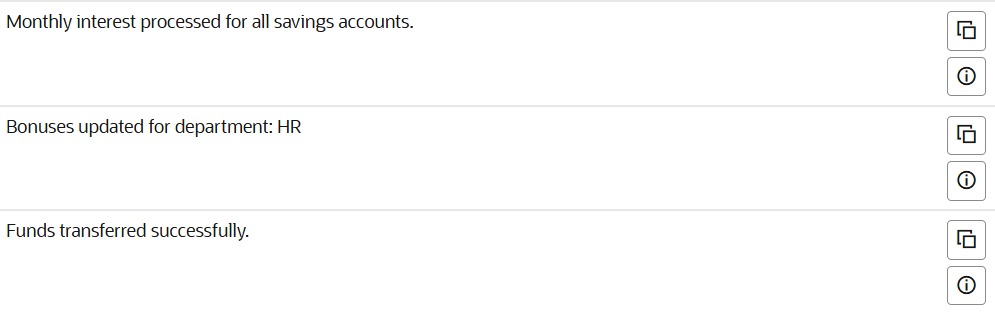 Monthly interest processed for all savings accounts.
Bonuses updated for department: HR
Funds transferred successfully.